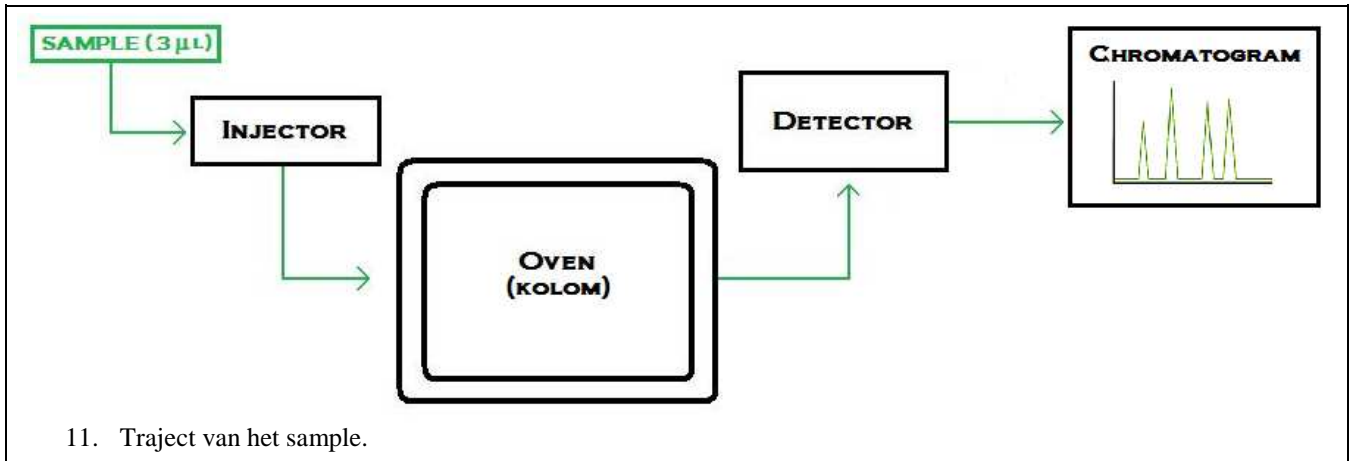 SAMPLE (3 µL)
INJECTOR
OVEN
(KOLOM)
DETECTOR
CHROMATOGRAM
11. Traject van het sample.